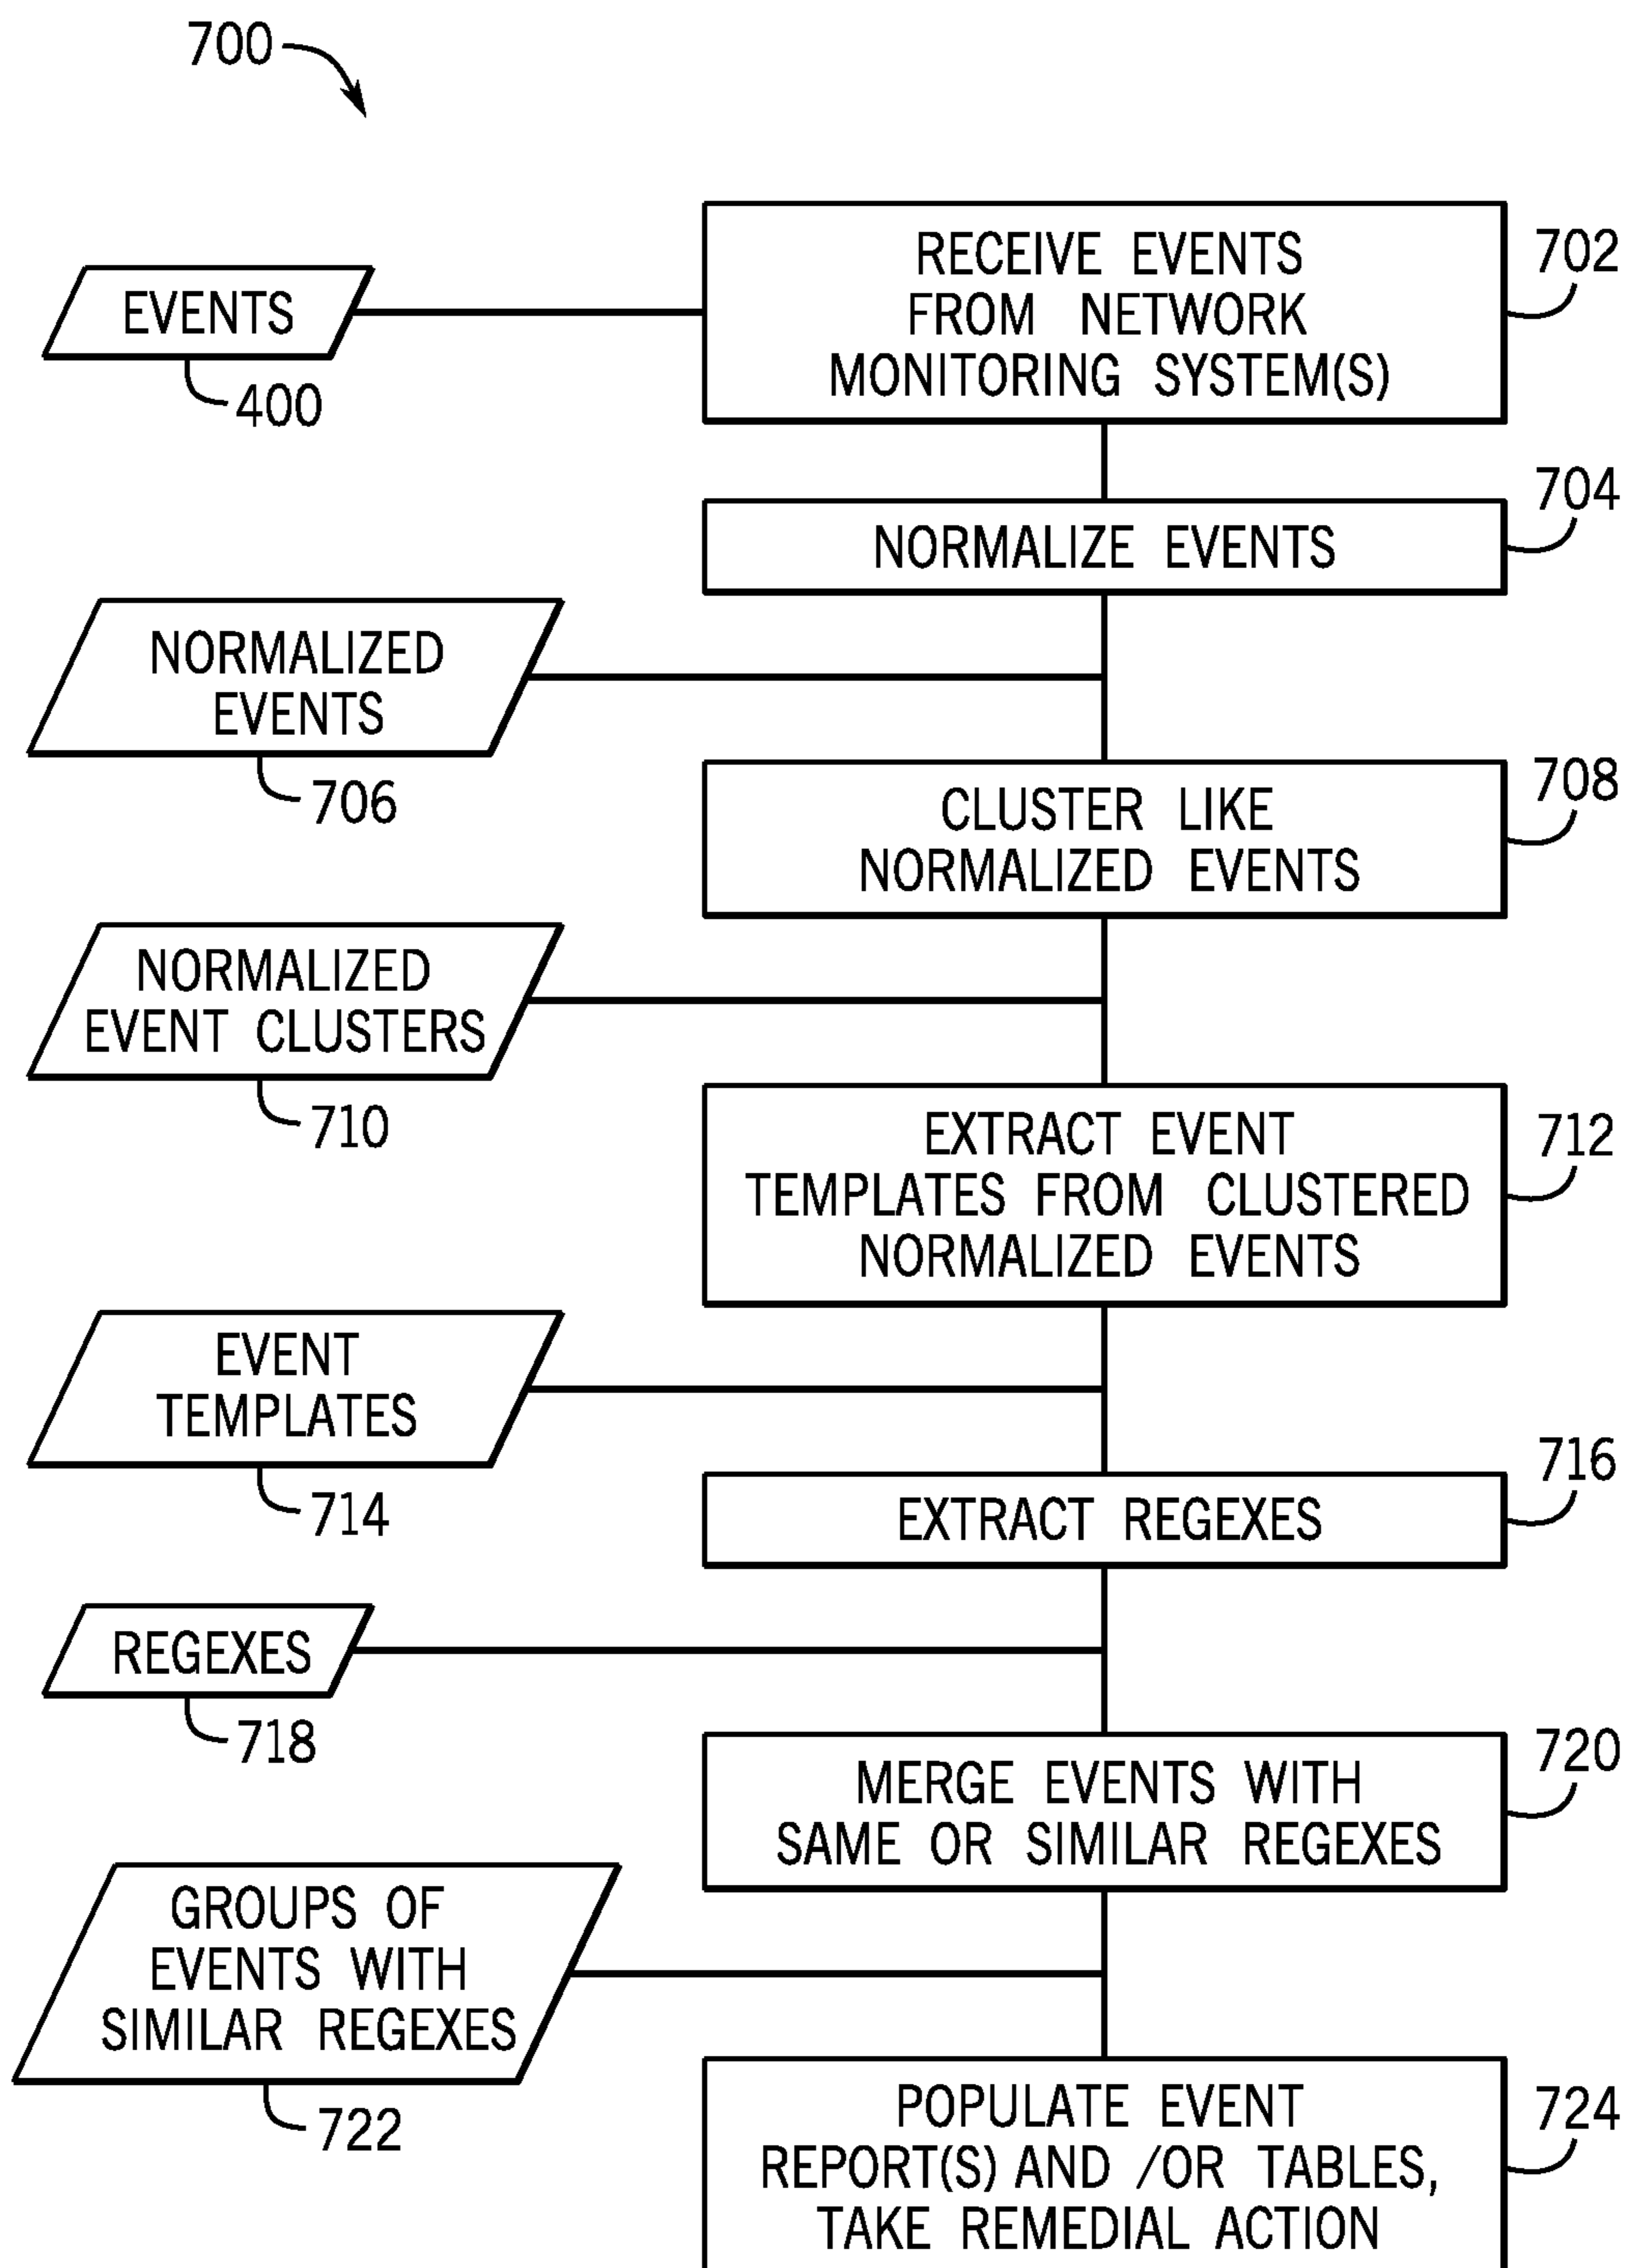 700
RECEIVE EVENTS
FROM NETWORK
MONITORING SYSTEM(S)
702
EVENTS
400
NORMALIZE EVENTS
704
NORMALIZED
EVENTS
706
CLUSTER LIKE
NORMALIZED EVENTS
708
NORMALIZED
EVENT CLUSTERS
710
EXTRACT EVENT
TEMPLATES FROM CLUSTERED
NORMALIZED EVENTS
712
EVENT
TEMPLATES
714
EXTRACT REGEXES
716
REGEXES
718
MERGE EVENTS WITH
SAME OR SIMILAR REGEXES
720
GROUPS OF
EVENTS WITH
SIMILAR REGEXES
722
POPULATE EVENT
REPORT(S) AND /OR TABLES,
TAKE REMEDIAL ACTION
724